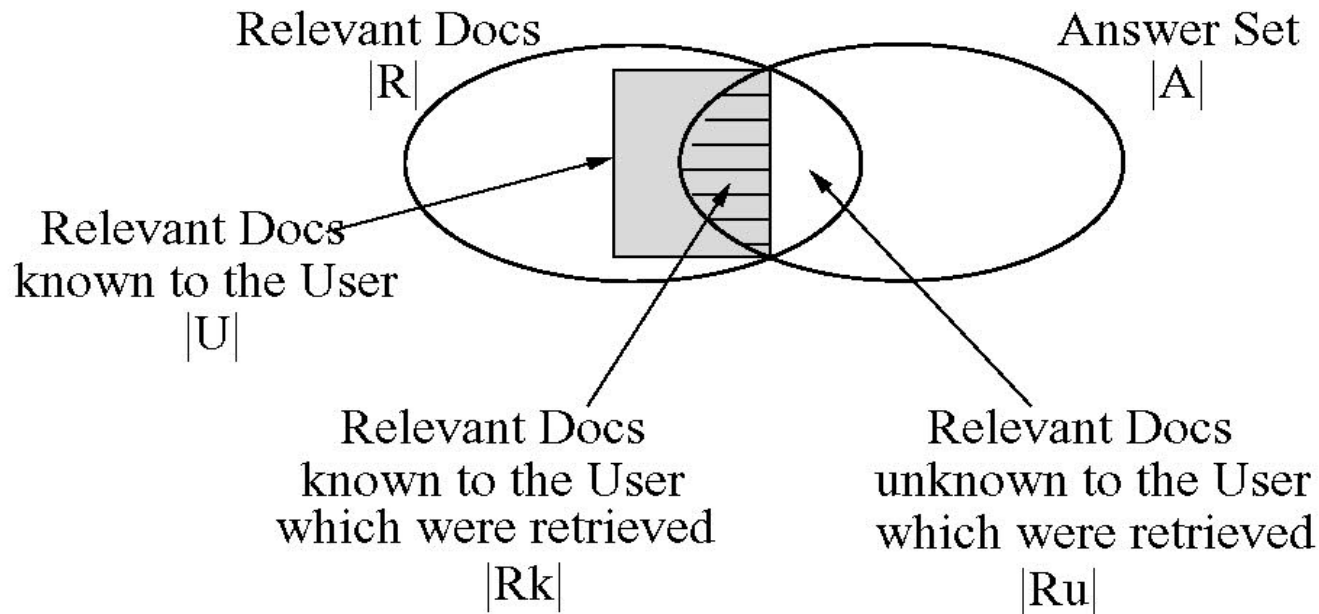 Relevant Docs
|R|
Answer Set
|A|
Relevant Docs
known to the User
|U|
Relevant Docs
known to the User
which were retrieved
|Rk|
Relevant Docs
unknown to the User
which were retrieved
|Ru|